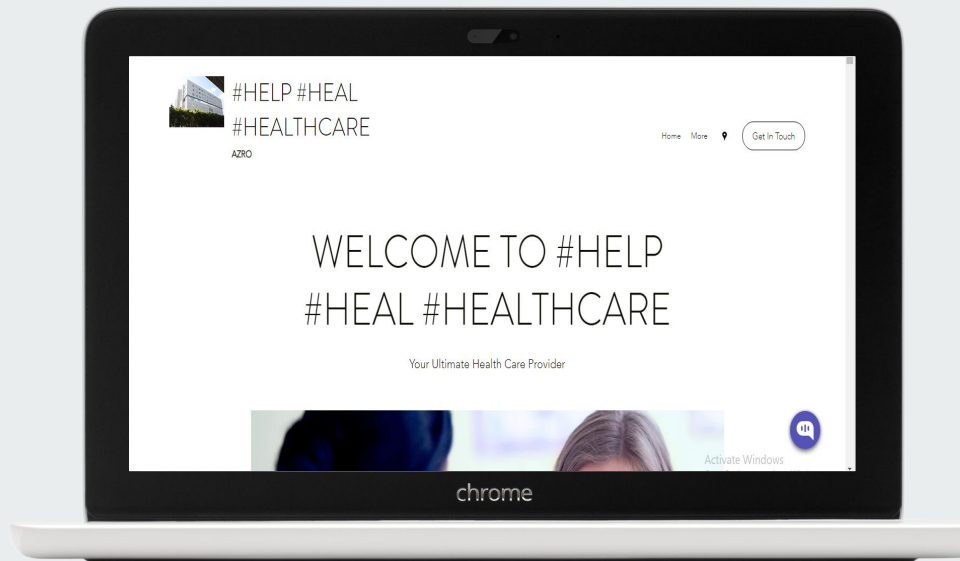 #HELP #HEAL
#HEALTHCARE
AZRO
Home More Get In Touch
WELCOME TO #HELP
#HEAL #HEALTHCARE
Your Ultimate Health Care Provider
Activate Windows
chrome